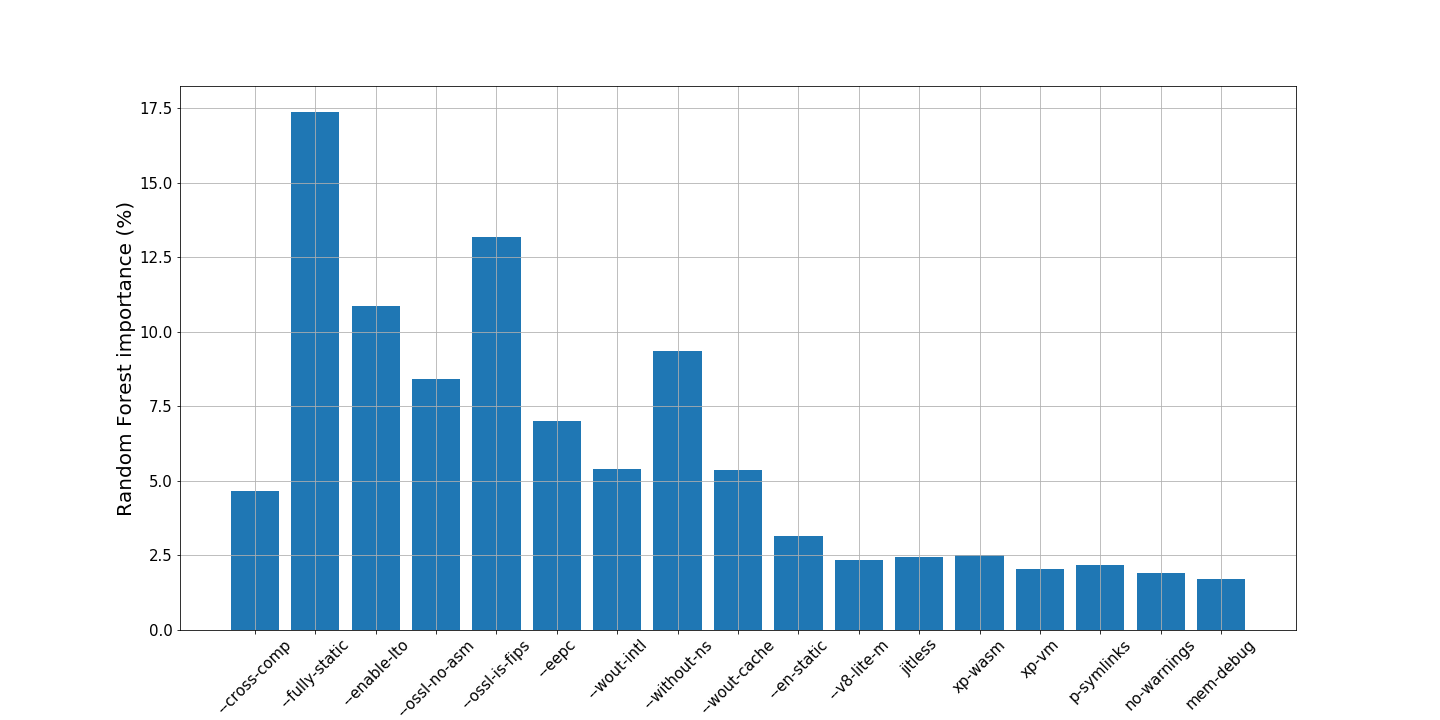 Random Forest importance (%)
17.5
15.0
12.5
10.0
7.5
5.0
2.5
0.0
--cross-comp
--fully-static
--enable-lto
--ossl-no-asm
--ossl-is-fips
--eepc
--wout-intl
--without-ns
--wout-cache
--en-static
--v8-lite-m
jitless
xp-wasm
xp-vm
p-symlinks
no-warnings
mem-debug